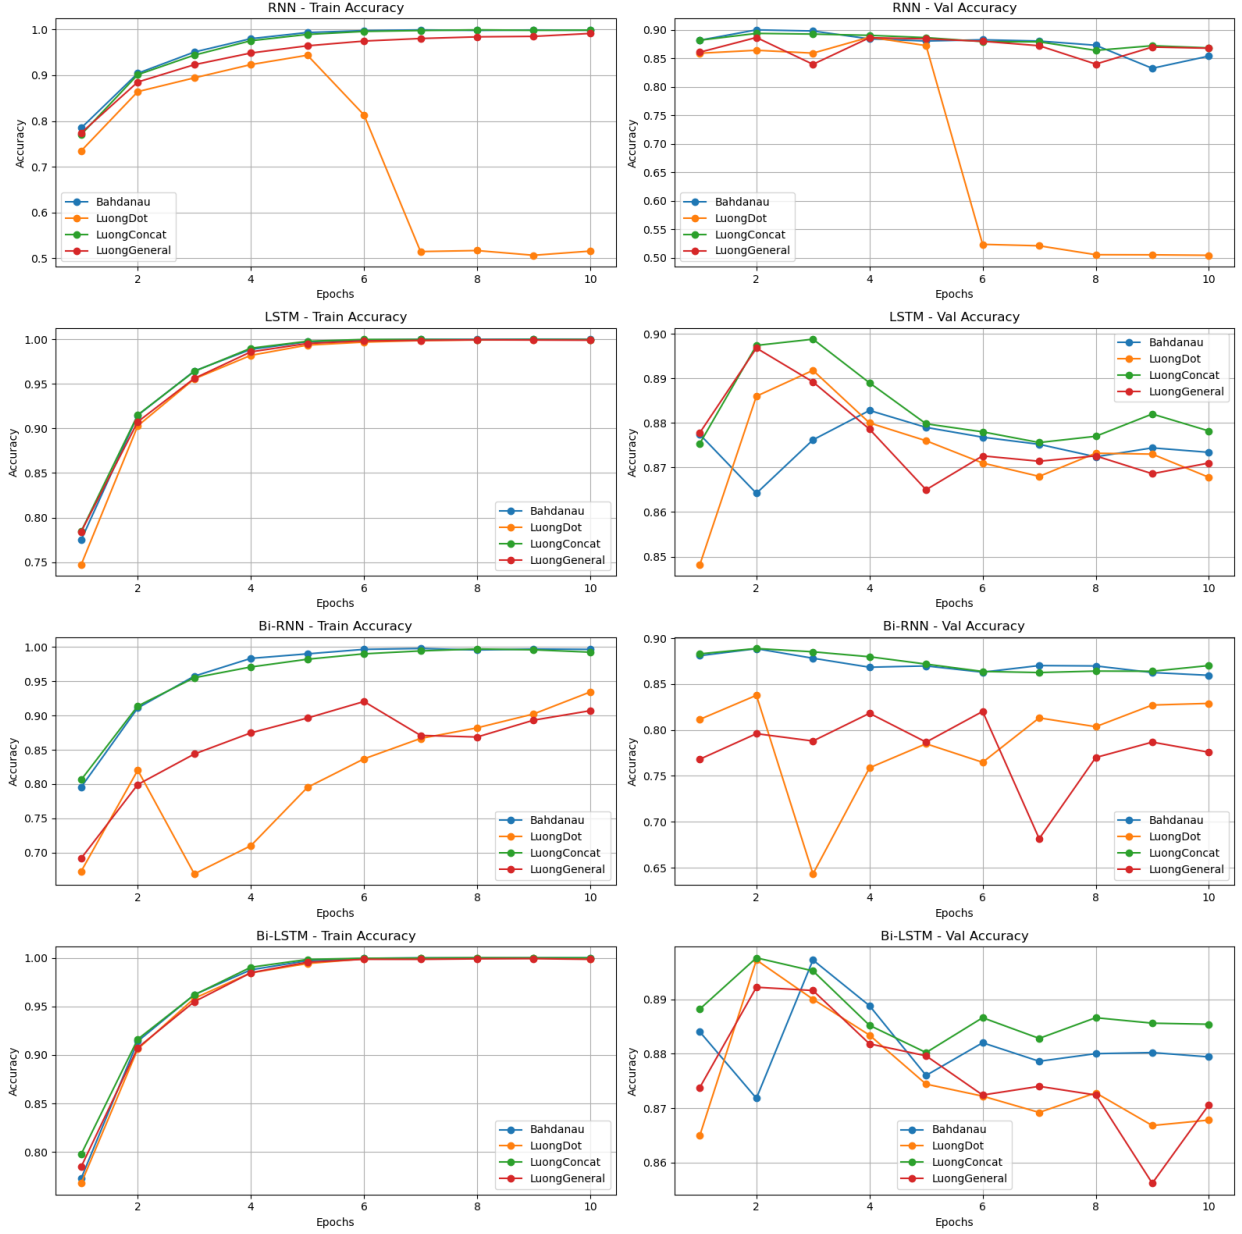 RNN - Train Accuracy
1.0
0.9
0.8
0.7
0.6
0.5
Accuracy
2
4
6
8
10
Epochs
Bahdanau
LuongDot
LuongConcat
LuongGeneral
RNN - Val Accuracy
0.90
0.85
0.80
0.75
0.70
0.65
0.60
0.55
0.50
Accuracy
2
4
6
8
10
Epochs
Bahdanau
LuongDot
LuongConcat
LuongGeneral
LSTM - Train Accuracy
1.00
0.95
0.90
0.85
0.80
0.75
Accuracy
2
4
6
8
10
Epochs
Bahdanau
LuongDot
LuongConcat
LuongGeneral
LSTM - Val Accuracy
0.90
0.89
0.88
0.87
0.86
0.85
Accuracy
2
4
6
8
10
Epochs
Bahdanau
LuongDot
LuongConcat
LuongGeneral
Bi-RNN - Train Accuracy
1.00
0.95
0.90
0.85
0.80
0.75
0.70
Accuracy
2
4
6
8
10
Epochs
Bahdanau
LuongDot
LuongConcat
LuongGeneral
Bi-RNN - Val Accuracy
0.90
0.85
0.80
0.75
0.70
0.65
Accuracy
2
4
6
8
10
Epochs
Bahdanau
LuongDot
LuongConcat
LuongGeneral
Bi-LSTM - Train Accuracy
1.00
0.95
0.90
0.85
0.80
Accuracy
2
4
6
8
10
Epochs
Bahdanau
LuongDot
LuongConcat
LuongGeneral
Bi-LSTM - Val Accuracy
0.89
0.88
0.87
0.86
Accuracy
2
4
6
8
10
Epochs
Bahdanau
LuongDot
LuongConcat
LuongGeneral